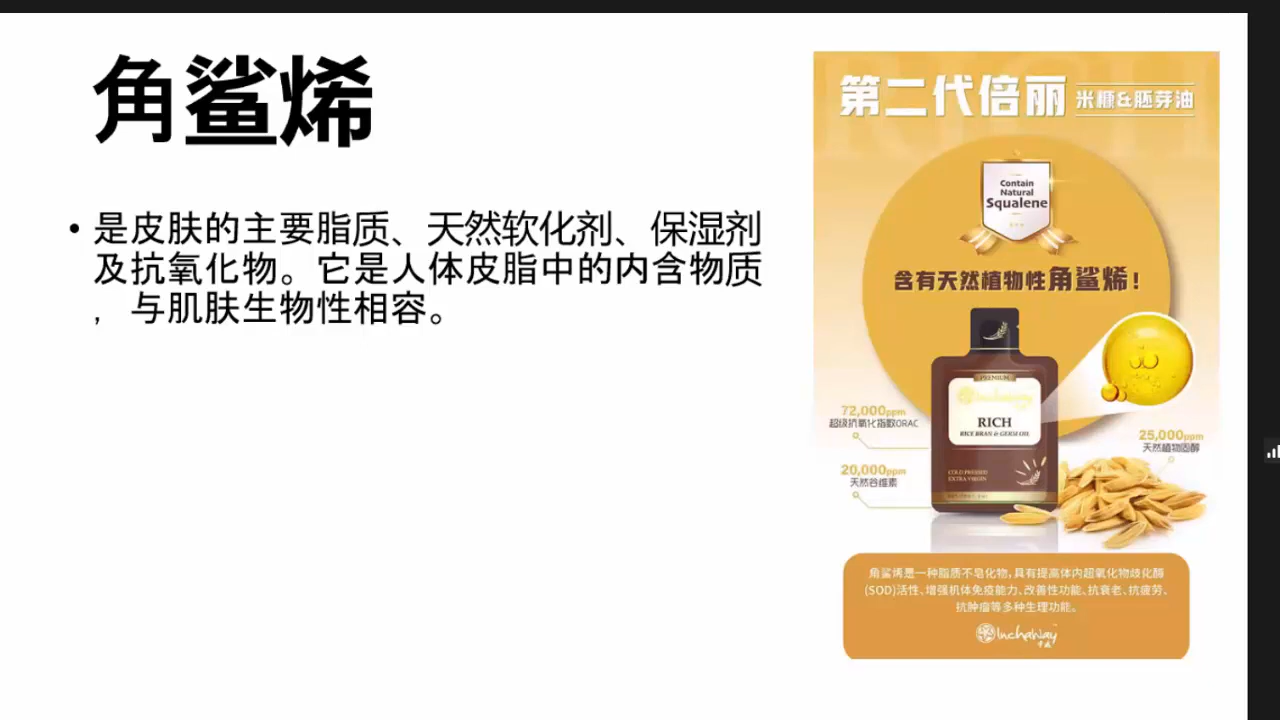 角鲨烯
• 是皮肤的主要脂质、天然软化剂、保湿剂
及抗氧化物。它是人体皮脂中的内含物质
，与肌肤生物性相容。
第二代倍丽 米糠&胚芽油
Contain
Natural
Squalene
含有天然植物性角鲨烯！
PREMIUM
Inchaway
RICH
RICE BRAN & GERM OIL
COLD PRESSED
EXTRA VIRGIN
72,000ppm
超级抗氧化指数ORAC
20,000ppm
天然谷维素
25,000ppm
天然植物固醇
角鲨烯是一种脂质不皂化物，具有提高体内超氧化物歧化酶
(SOD)活性、增强机体免疫能力、改善性功能、抗衰老、抗疲劳、
抗肿瘤等多种生理功能。
InchaWay